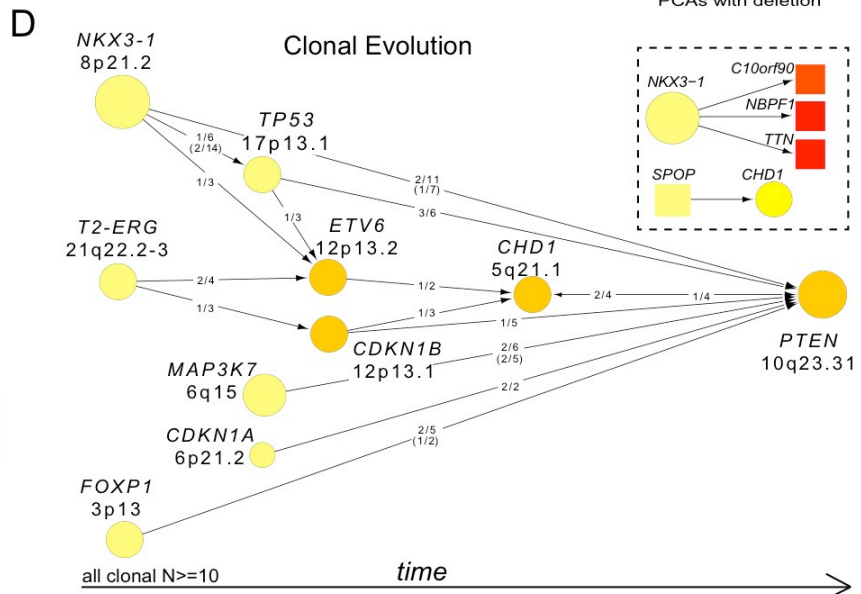 PCAs with deletion
D
Clonal Evolution
NKX3-1
8p21.2
TP53
17p13.1
1/6
(2/14)
1/3
2/11
(1/7)
3/6
1/3
T2-ERG
21q22.2-3
ETV6
12p13.2
CHD1
5q21.1
2/4
1/2
1/3
1/3
2/4
1/4
1/5
PTEN
10q23.31
CDKN1B
12p13.1
MAP3K7
6q15
2/6
(2/5)
2/2
CDKN1A
6p21.2
2/5
(1/2)
FOXP1
3p13
all clonal N>=10
time
NKX3−1
C10orf90
NBPF1
TTN
SPOP
CHD1